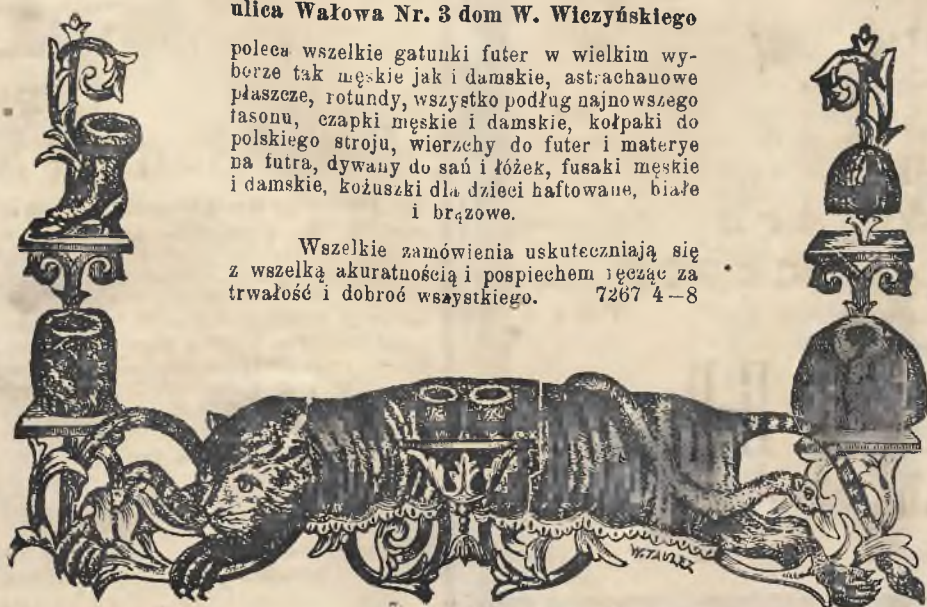 ulica Wałowa Nr. 3 dom W. Wiczyńskiego
poleca wszelkie gatunki futer w wielkim wy-
borze tak męskie jak i damskie, astrachanowe
płaszcze, rotundy, wszystko podług najnowszego
fasonu, czapki męskie i damskie, kołpaki do
polskiego stroju, wierzchy do futer i materye
na futra, dywany do sań i łóżek, fusaki męskie
i damskie, kożuszki dla dzieci haftowane, białe
i brązowe.
Wszelkie zamówienia uskuteczniają się
z wszelką akuratnością i pospiechem ręcząc za
trwałość i dobroć wszystkiego. 7267 4—8